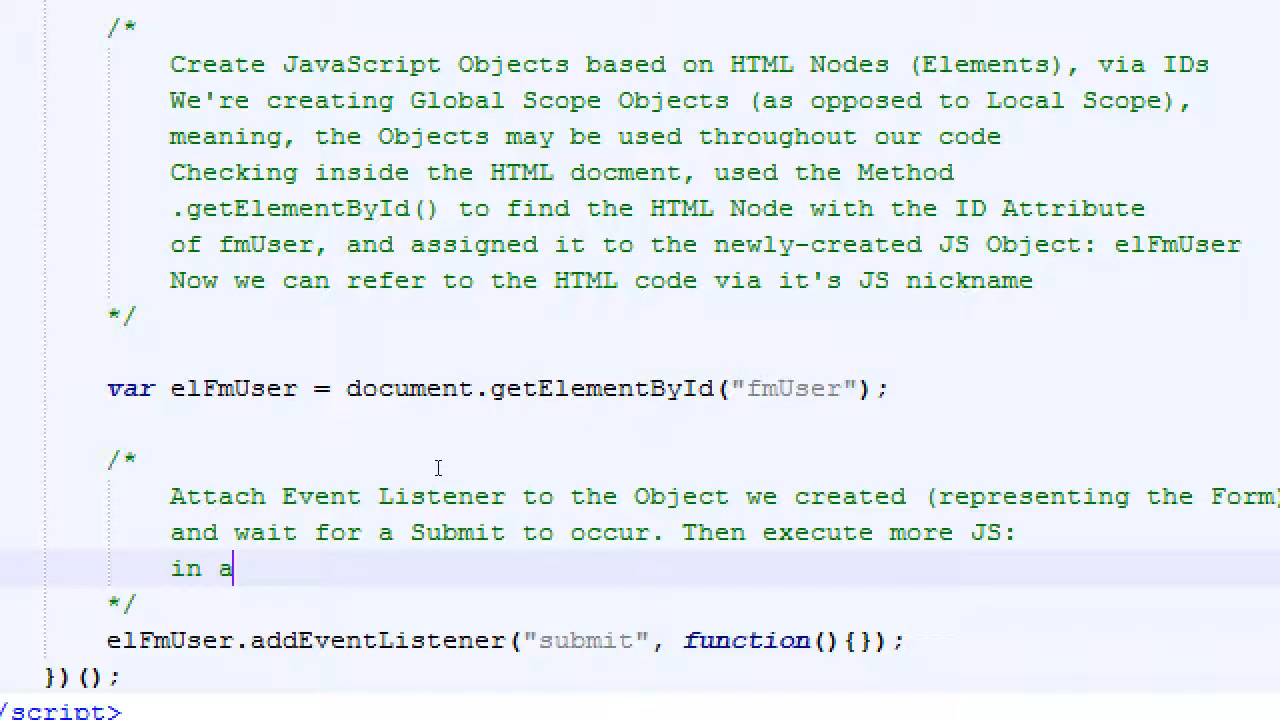 /*
Create JavaScript Objects based on HTML Nodes (Elements), via IDs
We're creating Global Scope Objects (as opposed to Local Scope),
meaning, the Objects may be used throughout our code
Checking inside the HTML docment, used the Method
.getElementById() to find the HTML Node with the ID Attribute
of fmUser, and assigned it to the newly-created JS Object: elFmUser
Now we can refer to the HTML code via it's JS nickname
*/
var elFmUser = document.getElementById("fmUser");
/*
Attach Event Listener to the Object we created (representing the Form)
and wait for a Submit to occur. Then execute more JS:
in a
*/
elFmUser.addEventListener("submit", function(){});
})();
/script>